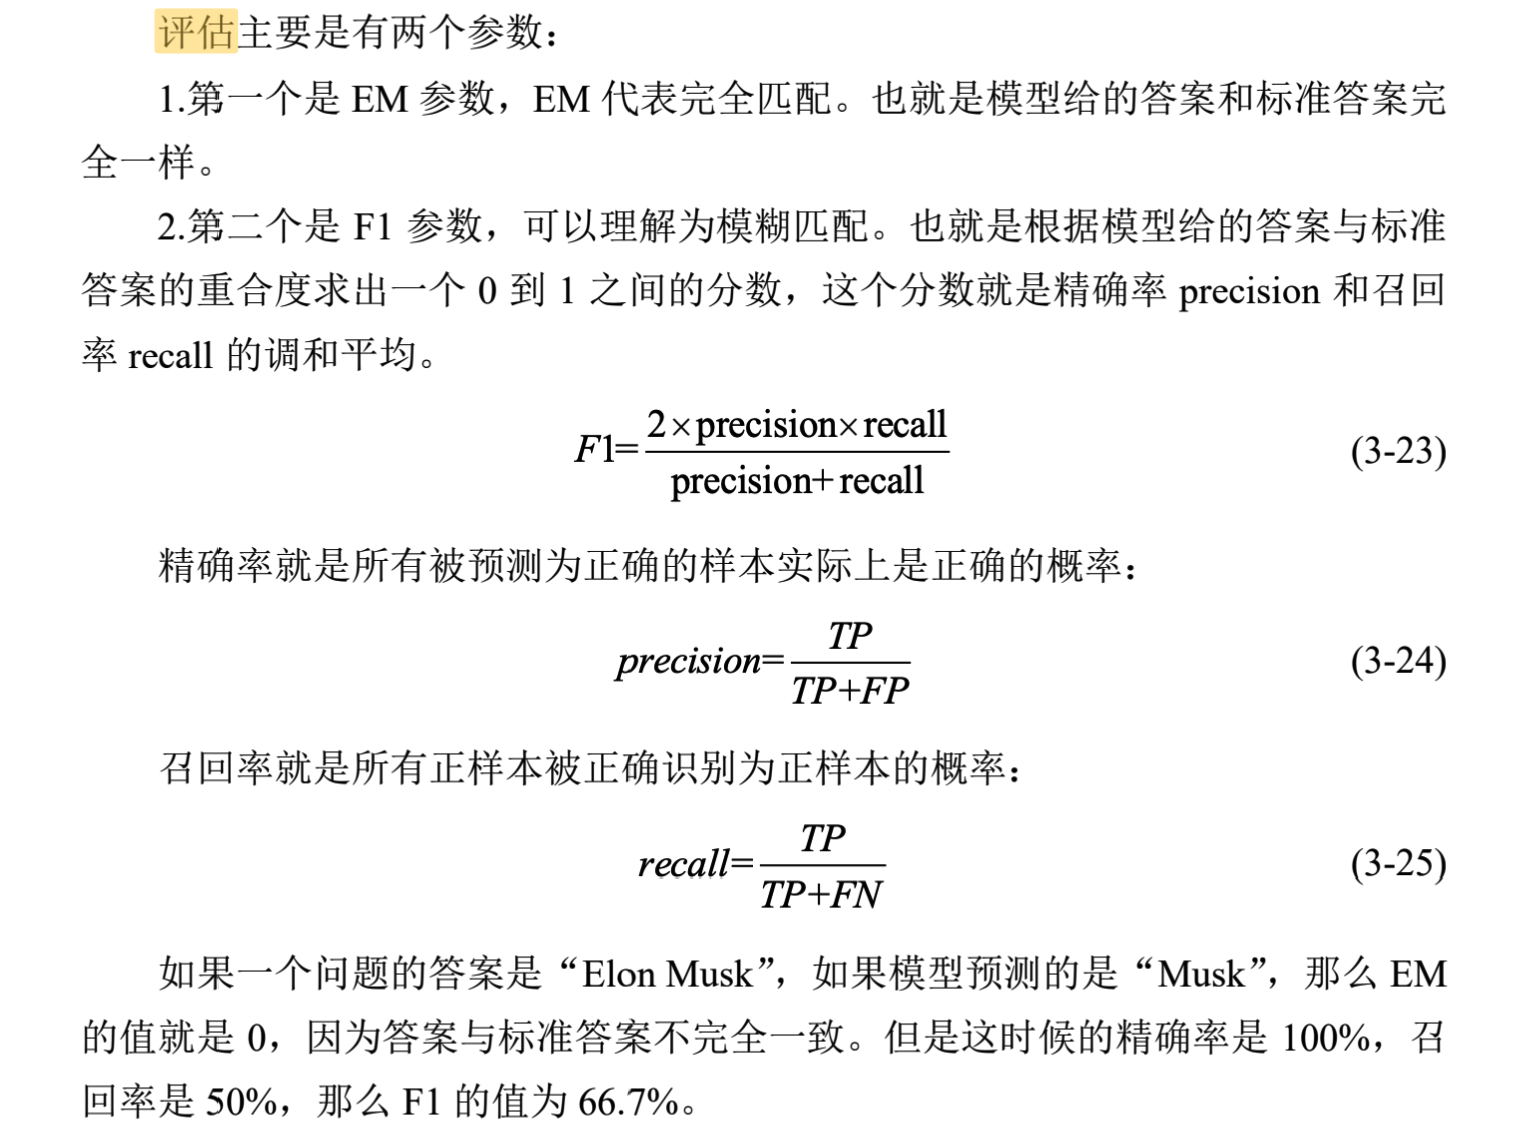 评估主要是有两个参数：
1.第一个是 EM 参数，EM 代表完全匹配。也就是模型给的答案和标准答案完
全一样。
2.第二个是 F1 参数，可以理解为模糊匹配。也就是根据模型给的答案与标准
答案的重合度求出一个 0 到 1 之间的分数，这个分数就是精确率 precision 和召回
率 recall 的调和平均。
F1=2×precision×recall/precision+recall (3-23)
精确率就是所有被预测为正确的样本实际上是正确的概率：
precision=TP/TP+FP (3-24)
召回率就是所有正样本被正确识别为正样本的概率：
recall=TP/TP+FN (3-25)
如果一个问题的答案是“Elon Musk”，如果模型预测的是“Musk”，那么 EM
的值就是 0，因为答案与标准答案不完全一致。但是这时候的精确率是 100%，召
回率是 50%，那么 F1 的值为 66.7%。